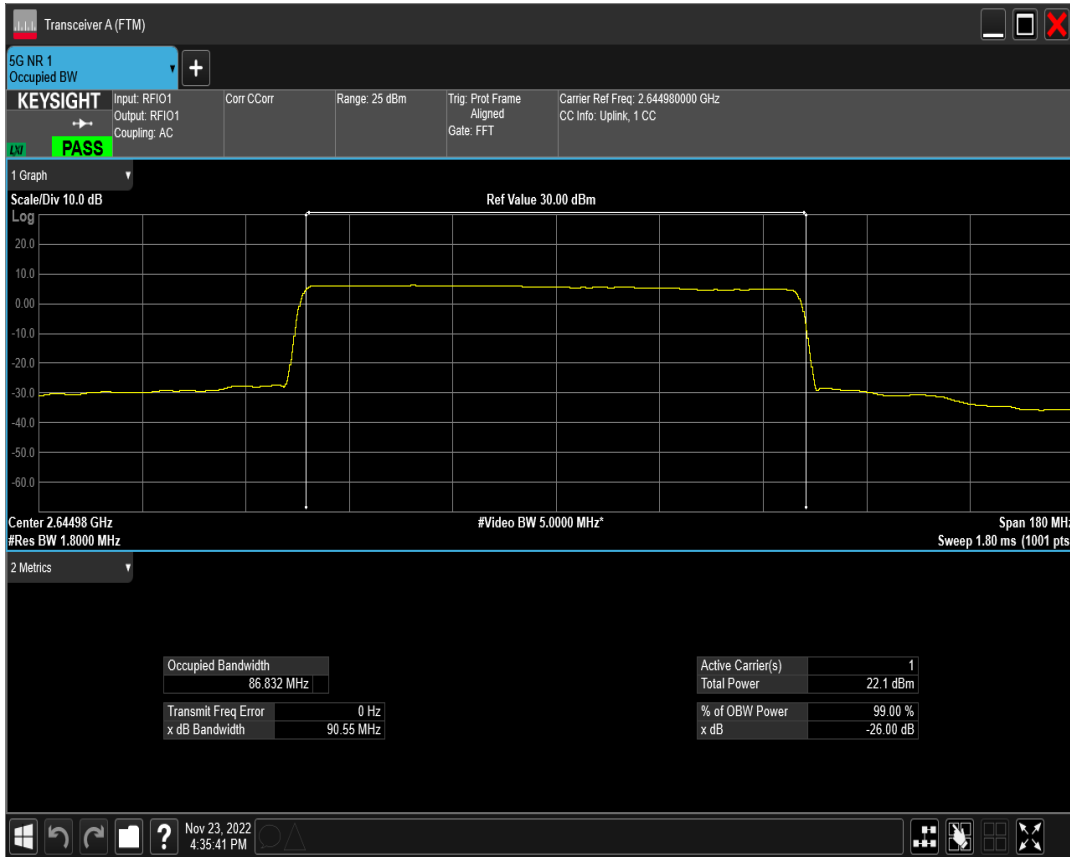 Transceiver A (FTM)
5G NR 1
Occupied BW
+
KEYSIGHT
LXI
PASS
Input: RFIO1
Output: RFIO1
Coupling: AC
Corr CCorr
Range: 25 dBm
Trig: Prot Frame
Aligned
Gate: FFT
Carrier Ref Freq: 2.644980000 GHz
CC Info: Uplink, 1 CC
1 Graph
Scale/Div 10.0 dB
Ref Value 30.00 dBm
Log
20.0
10.0
0.00
-10.0
-20.0
-30.0
-40.0
-50.0
-60.0
Center 2.64498 GHz
#Video BW 5.0000 MHz*
Span 180 MHz
#Res BW 1.8000 MHz
Sweep 1.80 ms (1001 pts
2 Metrics
Occupied Bandwidth
86.832 MHz
Transmit Freq Error 0 Hz
x dB Bandwidth 90.55 MHz
Active Carrier(s) 1
Total Power 22.1 dBm
% of OBW Power 99.00 %
x dB -26.00 dB
?
Nov 23, 2022
4:35:41 PM